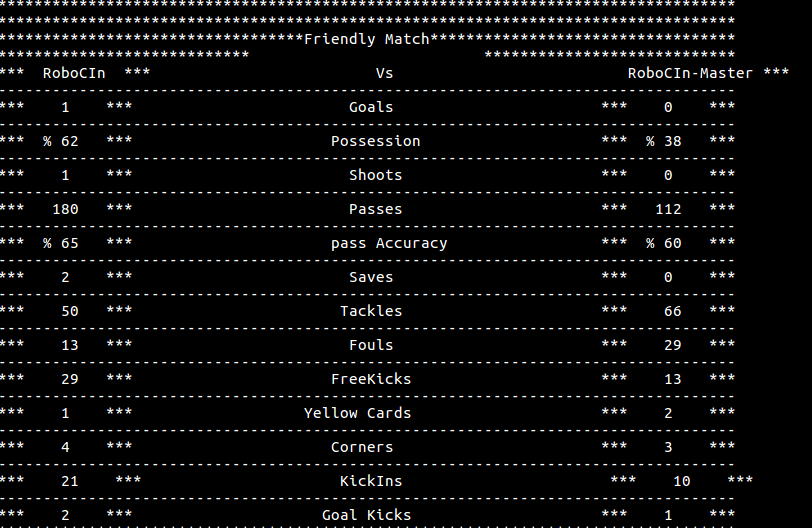 **********************************************************************************
**********************************************************************************
**********************************Friendly Match**********************************
**************************** ****************************
*** RoboCIn *** Vs RoboCIn-Master ***
----------------------------------------------------------------------------------
*** 1 *** Goals *** 0 ***
----------------------------------------------------------------------------------
*** % 62 *** Possession *** % 38 ***
----------------------------------------------------------------------------------
*** 1 *** Shoots *** 0 ***
----------------------------------------------------------------------------------
*** 180 *** Passes *** 112 ***
----------------------------------------------------------------------------------
*** % 65 *** pass Accuracy *** % 60 ***
----------------------------------------------------------------------------------
*** 2 *** Saves *** 0 ***
----------------------------------------------------------------------------------
*** 50 *** Tackles *** 66 ***
----------------------------------------------------------------------------------
*** 13 *** Fouls *** 29 ***
----------------------------------------------------------------------------------
*** 29 *** FreeKicks *** 13 ***
----------------------------------------------------------------------------------
*** 1 *** Yellow Cards *** 2 ***
----------------------------------------------------------------------------------
*** 4 *** Corners *** 3 ***
----------------------------------------------------------------------------------
*** 21 *** KickIns *** 10 ***
----------------------------------------------------------------------------------
*** 2 *** Goal Kicks *** 1 ***